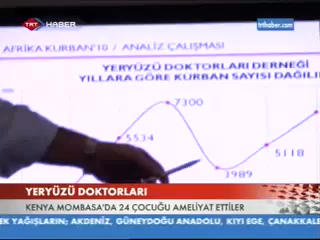 TRT HABER
trthaber.com
AFRİKA KURBAN'10 / ANALİZ ÇALIŞMASI
YERYÜZÜ DOKTORLARI DERNEĞİ
YILLARA GÖRE KURBAN SAYISI DAĞILI
7300
5534
5118
3989
YERYÜZÜ DOKTORLARI
KENYA MOMBASA'DA 24 ÇOCUĞU AMELİYAT ETTİLER
EK YAĞIŞLARIN; AKDENİZ, GÜNEYDOĞU ANADOLU, KIYI EGE, ÇANAKKALE